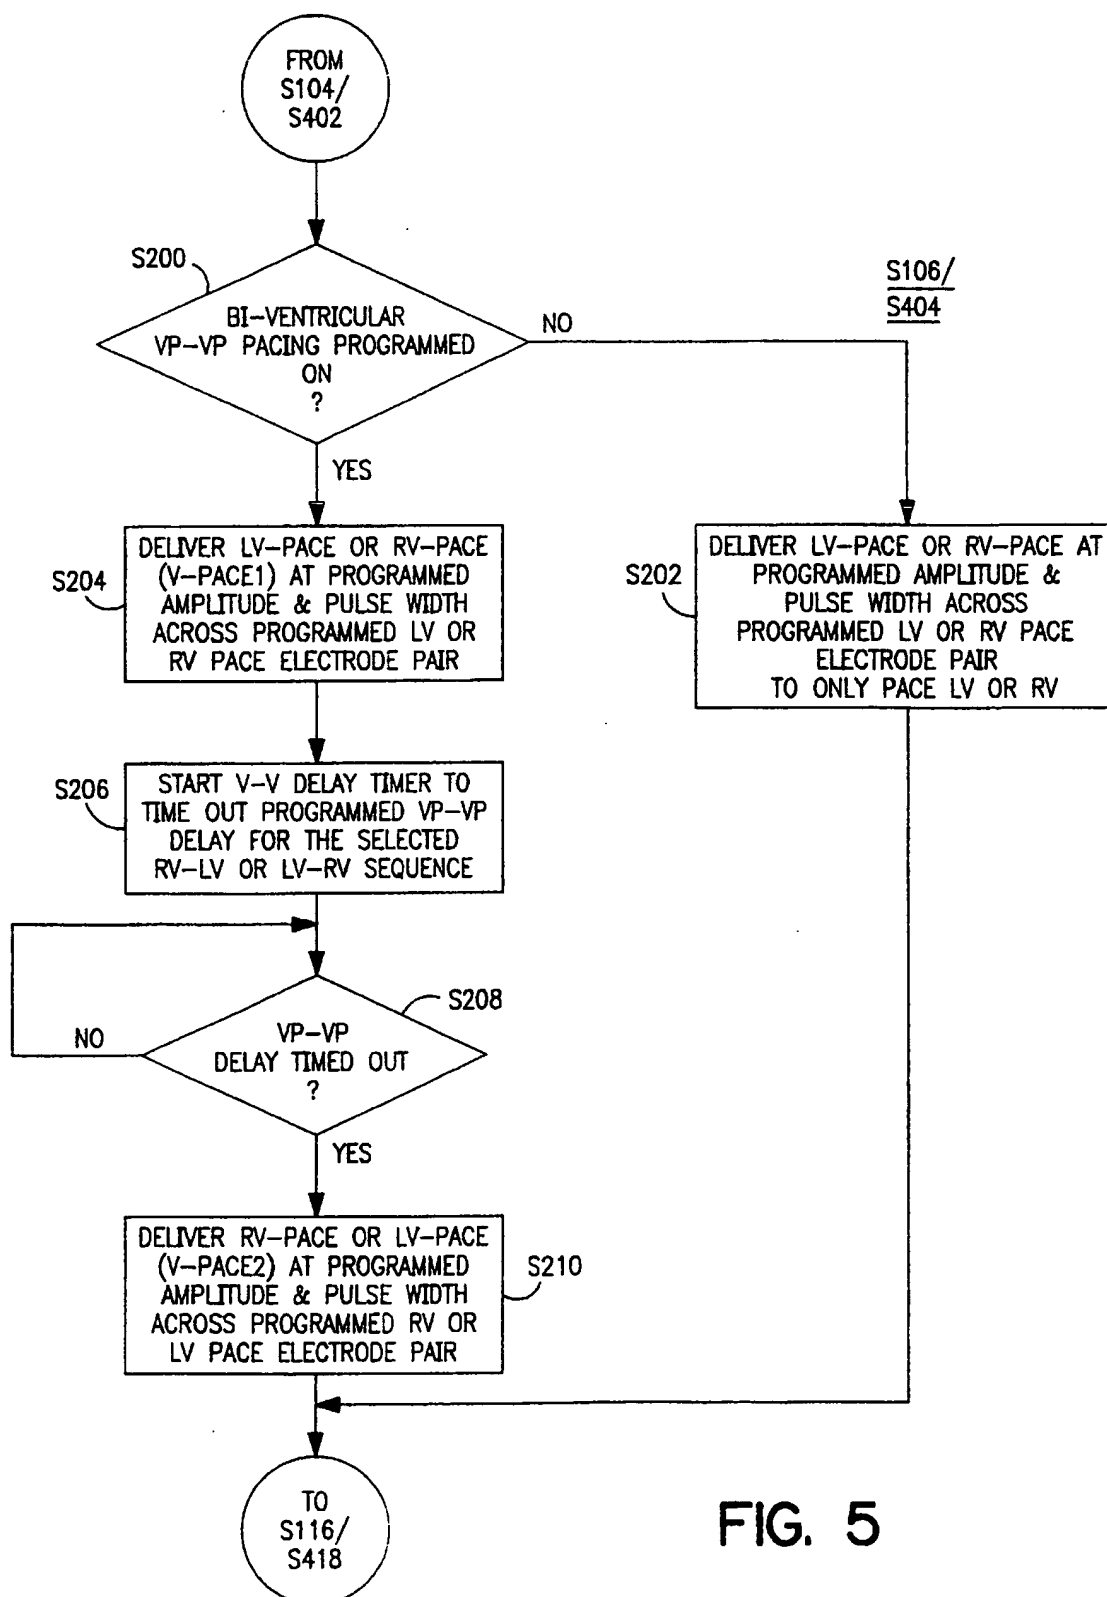 FROM
S104/
S402
S200
BI-VENTRICULAR
VP-VP PACING PROGRAMMED
ON
?
NO
S106/
S404
YES
S204
DELIVER LV-PACE OR RV-PACE
(V-PACE1) AT PROGRAMMED
AMPLITUDE & PULSE WIDTH
ACROSS PROGRAMMED LV OR
RV PACE ELECTRODE PAIR
S202
DELIVER LV-PACE OR RV-PACE AT
PROGRAMMED AMPLITUDE &
PULSE WIDTH ACROSS
PROGRAMMED LV OR RV PACE
ELECTRODE PAIR
TO ONLY PACE LV OR RV
S206
START V-V DELAY TIMER TO
TIME OUT PROGRAMMED VP-VP
DELAY FOR THE SELECTED
RV-LV OR LV-RV SEQUENCE
S208
VP-VP
DELAY TIMED OUT
?
NO
YES
DELIVER RV-PACE OR LV-PACE
(V-PACE2) AT PROGRAMMED
AMPLITUDE & PULSE WIDTH
ACROSS PROGRAMMED RV OR
LV PACE ELECTRODE PAIR
S210
TO
S116/
S418
FIG. 5